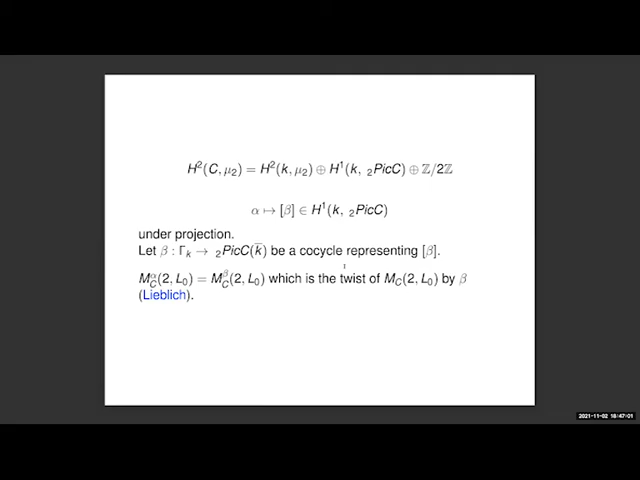 H²(C, μ₂) = H²(k, μ₂) ⊕ H¹(k, ₂PicC) ⊕ ℤ/2ℤ
α ↦ [β] ∈ H¹(k, ₂PicC)
under projection.
Let β : Γₖ → ₂PicC(k̅) be a cocycle representing [β].
M_C^α(2, L₀) = M_C^β(2, L₀) which is the twist of M_C(2, L₀) by β
(Lieblich).
2021-11-02 18:47:01